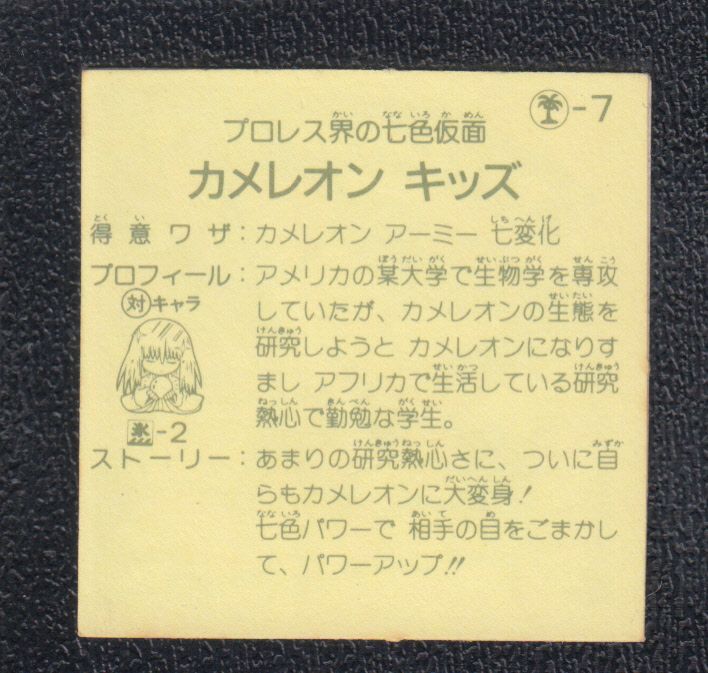 -7
プロレス界の七色仮面
カメレオン キッズ
得意ワザ:カメレオン アーミー 七変化
プロフィール:アメリカの某大学で生物学を専攻
していたが、カメレオンの生態を
研究しようと カメレオンになりす
まし アフリカで生活している研究
熱心で勤勉な学生。
対キャラ
氷-2
ストーリー:あまりの研究熱心さに、ついに自
らもカメレオンに大変身!
七色パワーで 相手の目をごまかし
て、パワーアップ!!